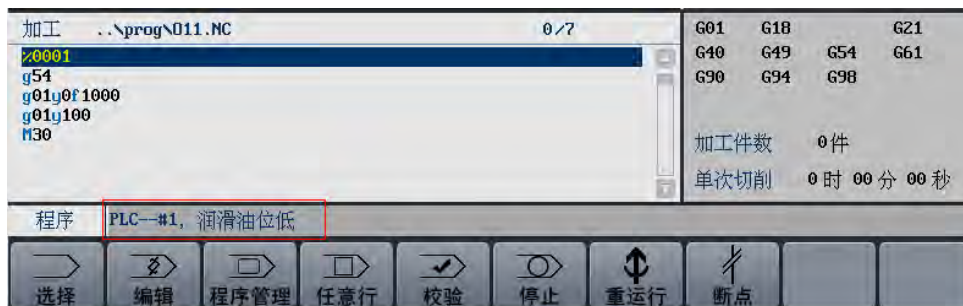 加工 ..\prog\O11.NC 0/7
%0001
g54
g01y0f1000
g01y100
M30
G01 G18 G21
G40 G49 G54 G61
G90 G94 G98
加工件数 0件
单次切削 0时 00分 00秒
程序 PLC--#1, 润滑油位低
选择 编辑 程序管理 任意行 校验 停止 重运行 断点